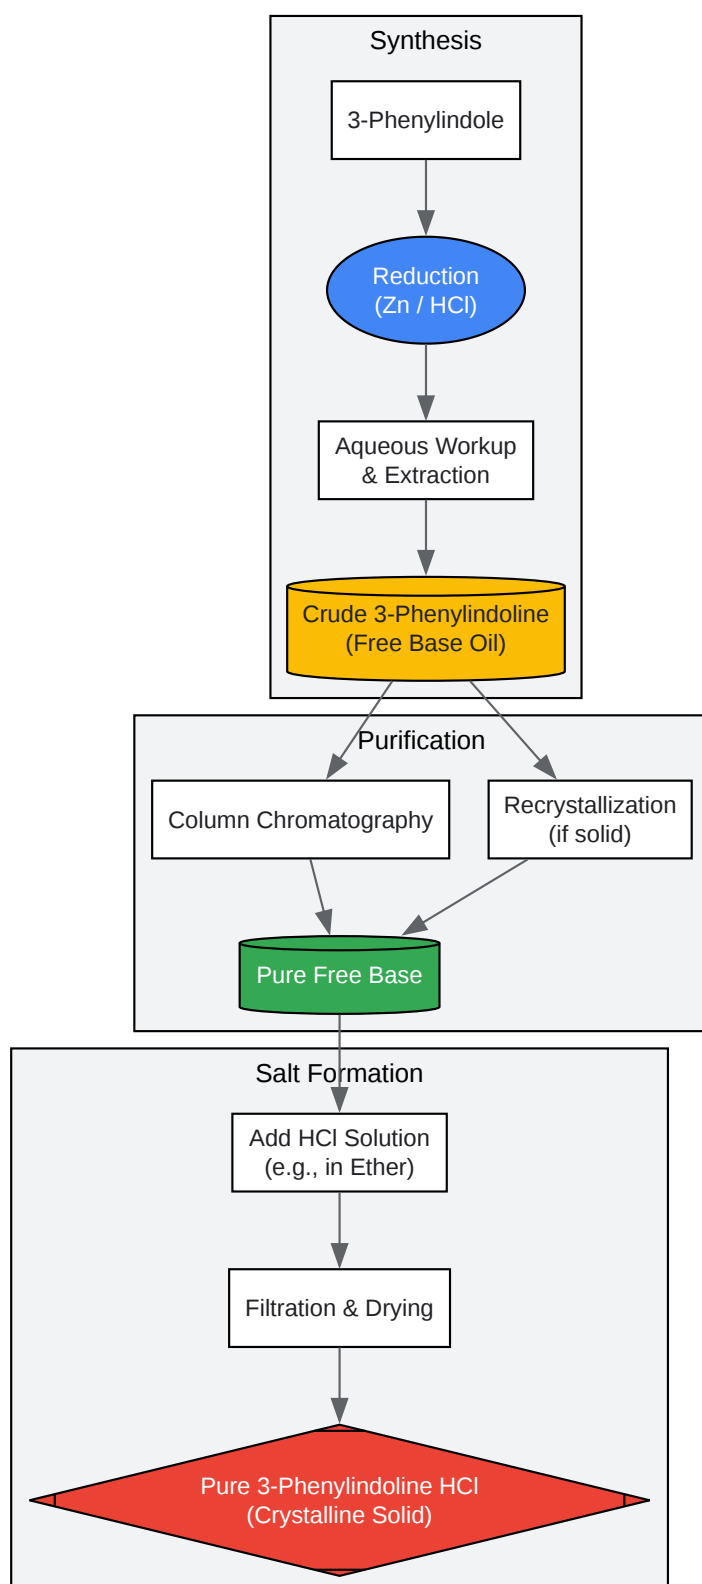 Synthesis
3-Phenylindole
Reduction
(Zn / HCl)
Aqueous Workup
& Extraction
Crude 3-Phenylindoline
(Free Base Oil)
Purification
Column Chromatography
Recrystallization
(if solid)
Pure Free Base
Salt Formation
Add HCl Solution
(e.g., in Ether)
Filtration & Drying
Pure 3-Phenylindoline HCl
(Crystalline Solid)